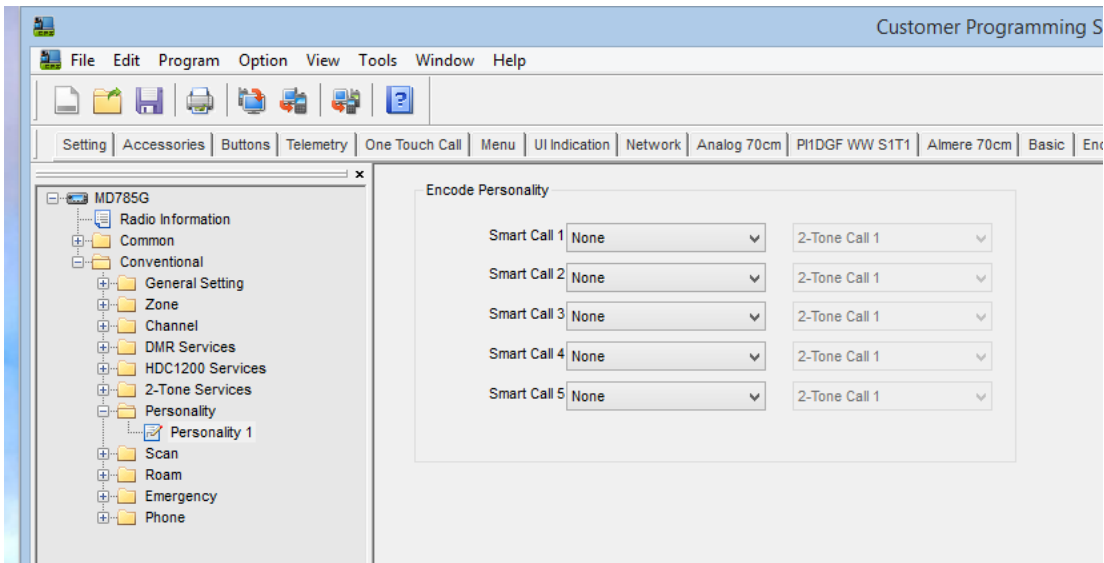 Customer Programming S
File Edit Program Option View Tools Window Help
Setting Accessories Buttons Telemetry One Touch Call Menu UI Indication Network Analog 70cm PI1DGF WW S1T1 Almere 70cm Basic Enc
MD785G
Radio Information
Common
Conventional
General Setting
Zone
Channel
DMR Services
HDC1200 Services
2-Tone Services
Personality
Personality 1
Scan
Roam
Emergency
Phone
Encode Personality
Smart Call 1 None 2-Tone Call 1
Smart Call 2 None 2-Tone Call 1
Smart Call 3 None 2-Tone Call 1
Smart Call 4 None 2-Tone Call 1
Smart Call 5 None 2-Tone Call 1